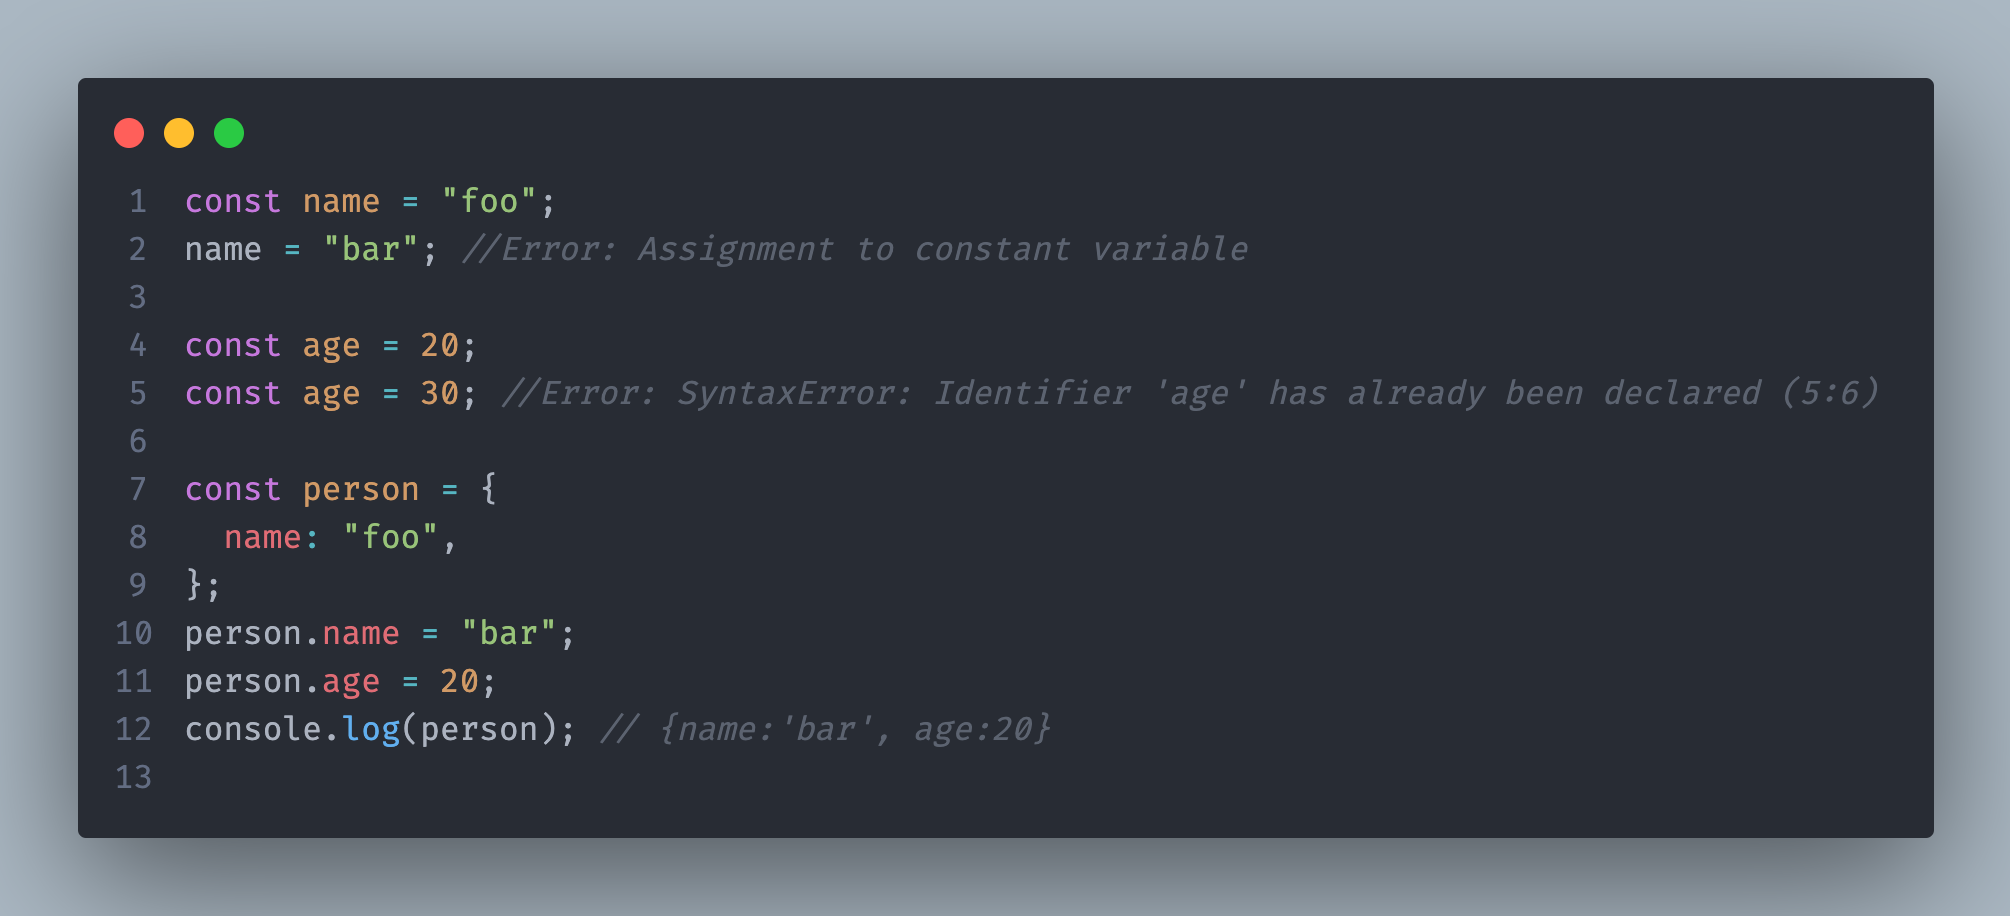 1 const name = "foo";
2 name = "bar"; //Error: Assignment to constant variable
3
4 const age = 20;
5 const age = 30; //Error: SyntaxError: Identifier 'age' has already been declared (5:6)
6
7 const person = {
8   name: "foo",
9 };
10 person.name = "bar";
11 person.age = 20;
12 console.log(person); // {name:'bar', age:20}
13